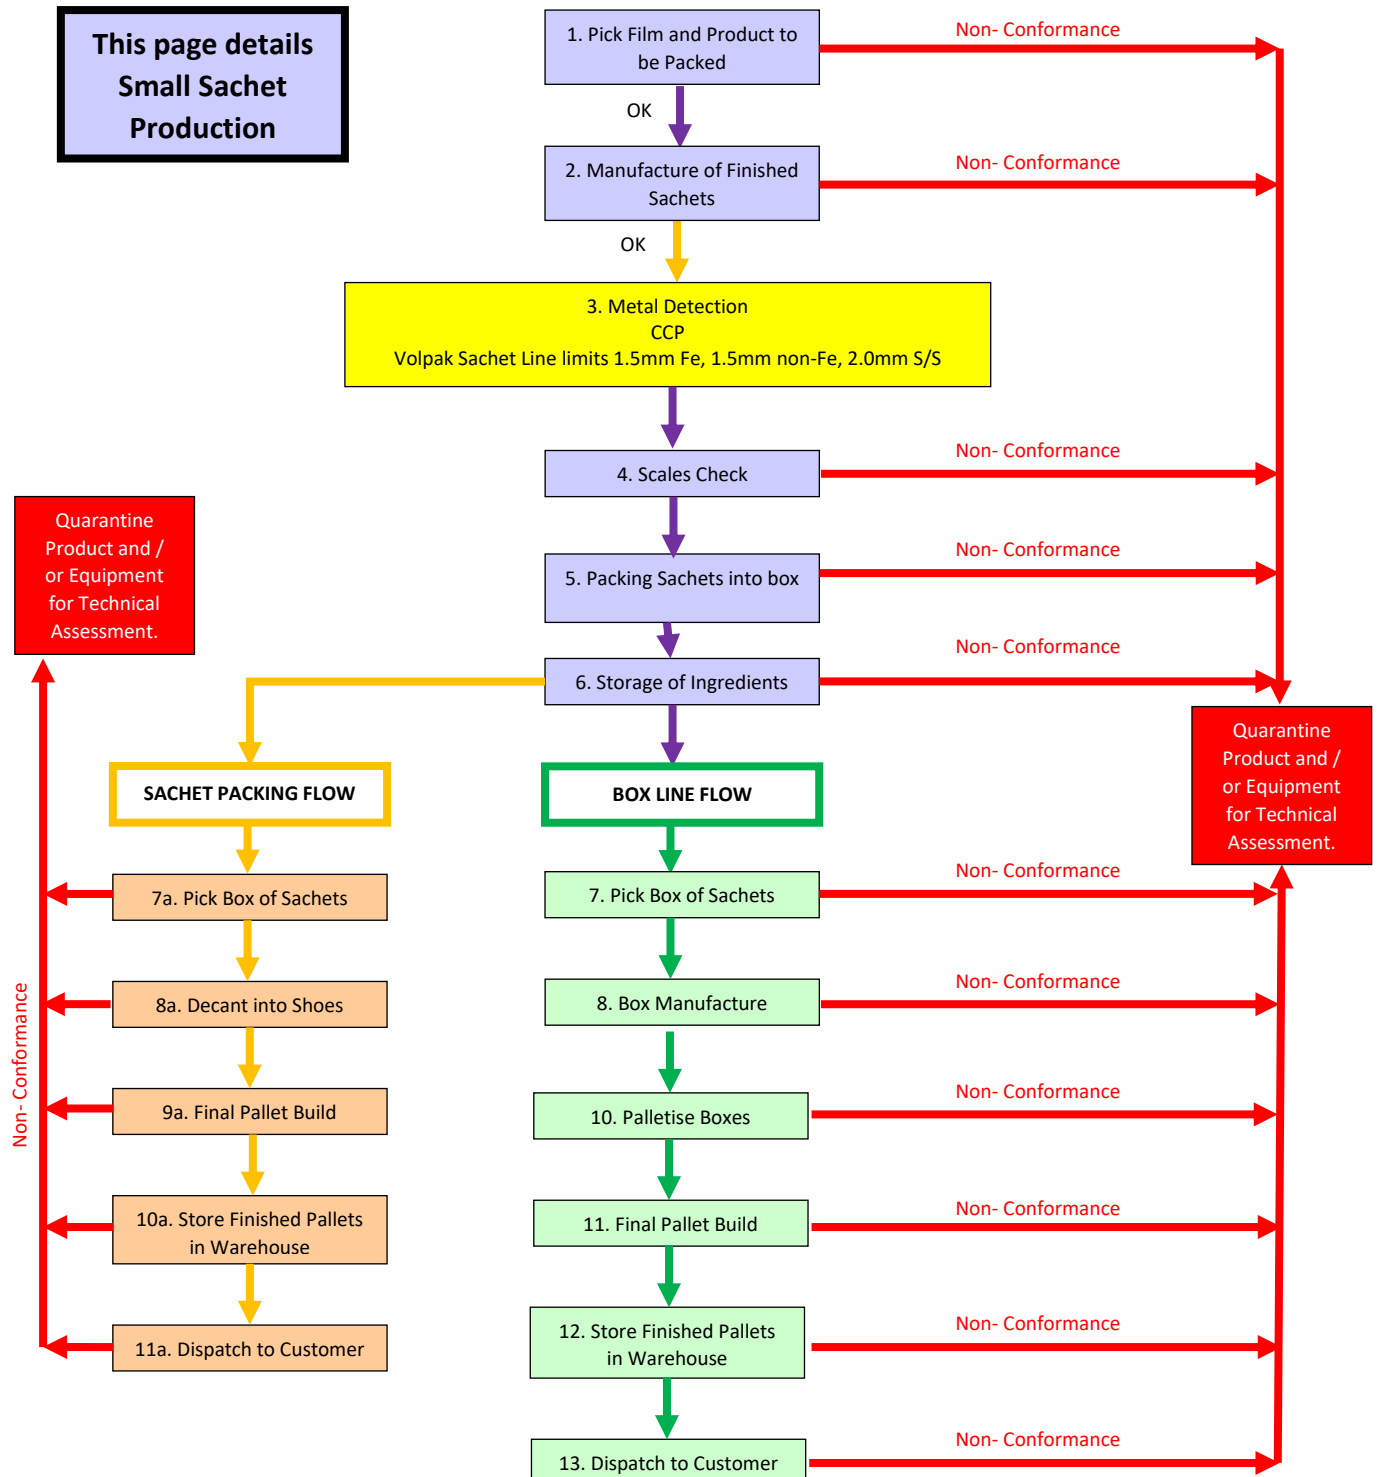 This page details
Small Sachet
Production
1. Pick Film and Product to
be Packed
Non- Conformance
OK
2. Manufacture of Finished
Sachets
Non- Conformance
OK
3. Metal Detection
CCP
Volpak Sachet Line limits 1.5mm Fe, 1.5mm non-Fe, 2.0mm S/S
4. Scales Check
Non- Conformance
Quarantine
Product and /
or Equipment
for Technical
Assessment.
5. Packing Sachets into box
Non- Conformance
6. Storage of Ingredients
Non- Conformance
Quarantine
Product and /
or Equipment
for Technical
Assessment.
SACHET PACKING FLOW
BOX LINE FLOW
7a. Pick Box of Sachets
7. Pick Box of Sachets
Non- Conformance
8a. Decant into Shoes
8. Box Manufacture
Non- Conformance
Non- Conformance
9a. Final Pallet Build
10. Palletise Boxes
Non- Conformance
10a. Store Finished Pallets
in Warehouse
11. Final Pallet Build
Non- Conformance
11a. Dispatch to Customer
12. Store Finished Pallets
in Warehouse
Non- Conformance
13. Dispatch to Customer
Non- Conformance